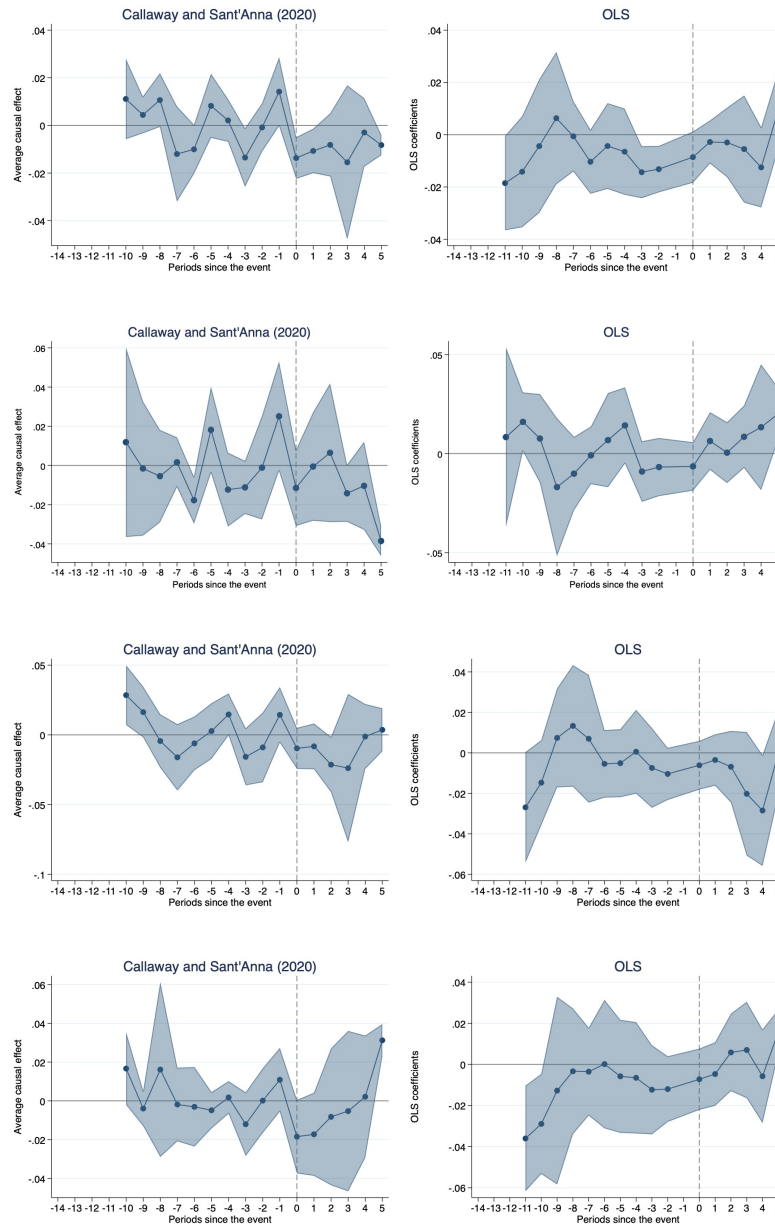 Callaway and Sant'Anna (2020)
Average causal effect
.04
.02
0
-.02
-.04
-14 -13 -12 -11 -10 -9 -8 -7 -6 -5 -4 -3 -2 -1 0 1 2 3 4 5
Periods since the event
OLS
OLS coefficients
.04
.02
0
-.02
-.04
-14 -13 -12 -11 -10 -9 -8 -7 -6 -5 -4 -3 -2 -1 0 1 2 3 4
Periods since the event
Callaway and Sant'Anna (2020)
Average causal effect
.06
.04
.02
0
-.02
-.04
-14 -13 -12 -11 -10 -9 -8 -7 -6 -5 -4 -3 -2 -1 0 1 2 3 4 5
Periods since the event
OLS
OLS coefficients
.05
0
-.05
-14 -13 -12 -11 -10 -9 -8 -7 -6 -5 -4 -3 -2 -1 0 1 2 3 4
Periods since the event
Callaway and Sant'Anna (2020)
Average causal effect
.05
0
-.05
-.1
-14 -13 -12 -11 -10 -9 -8 -7 -6 -5 -4 -3 -2 -1 0 1 2 3 4 5
Periods since the event
OLS
OLS coefficients
.04
.02
0
-.02
-.04
-.06
-14 -13 -12 -11 -10 -9 -8 -7 -6 -5 -4 -3 -2 -1 0 1 2 3 4
Periods since the event
Callaway and Sant'Anna (2020)
Average causal effect
.06
.04
.02
0
-.02
-.04
-14 -13 -12 -11 -10 -9 -8 -7 -6 -5 -4 -3 -2 -1 0 1 2 3 4 5
Periods since the event
OLS
OLS coefficients
.04
.02
0
-.02
-.04
-.06
-14 -13 -12 -11 -10 -9 -8 -7 -6 -5 -4 -3 -2 -1 0 1 2 3 4
Periods since the event